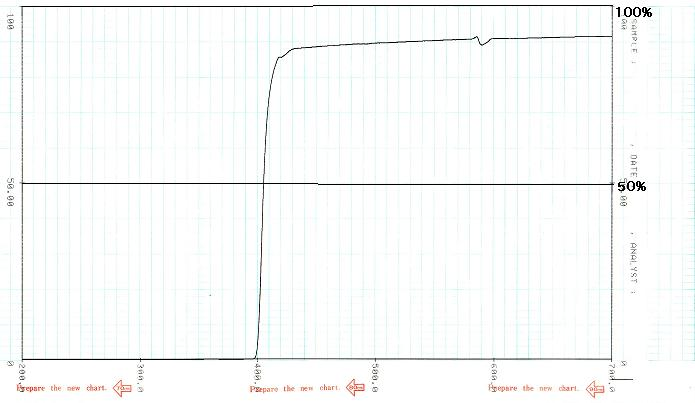 100
100%
SAMPLE :
50.00
50%
, DATE
, ANALYST :
0
0
200.0
300.0
400.0
500.0
600.0
700.0
Prepare the new chart.
Prepare the new chart.
Prepare the new chart.